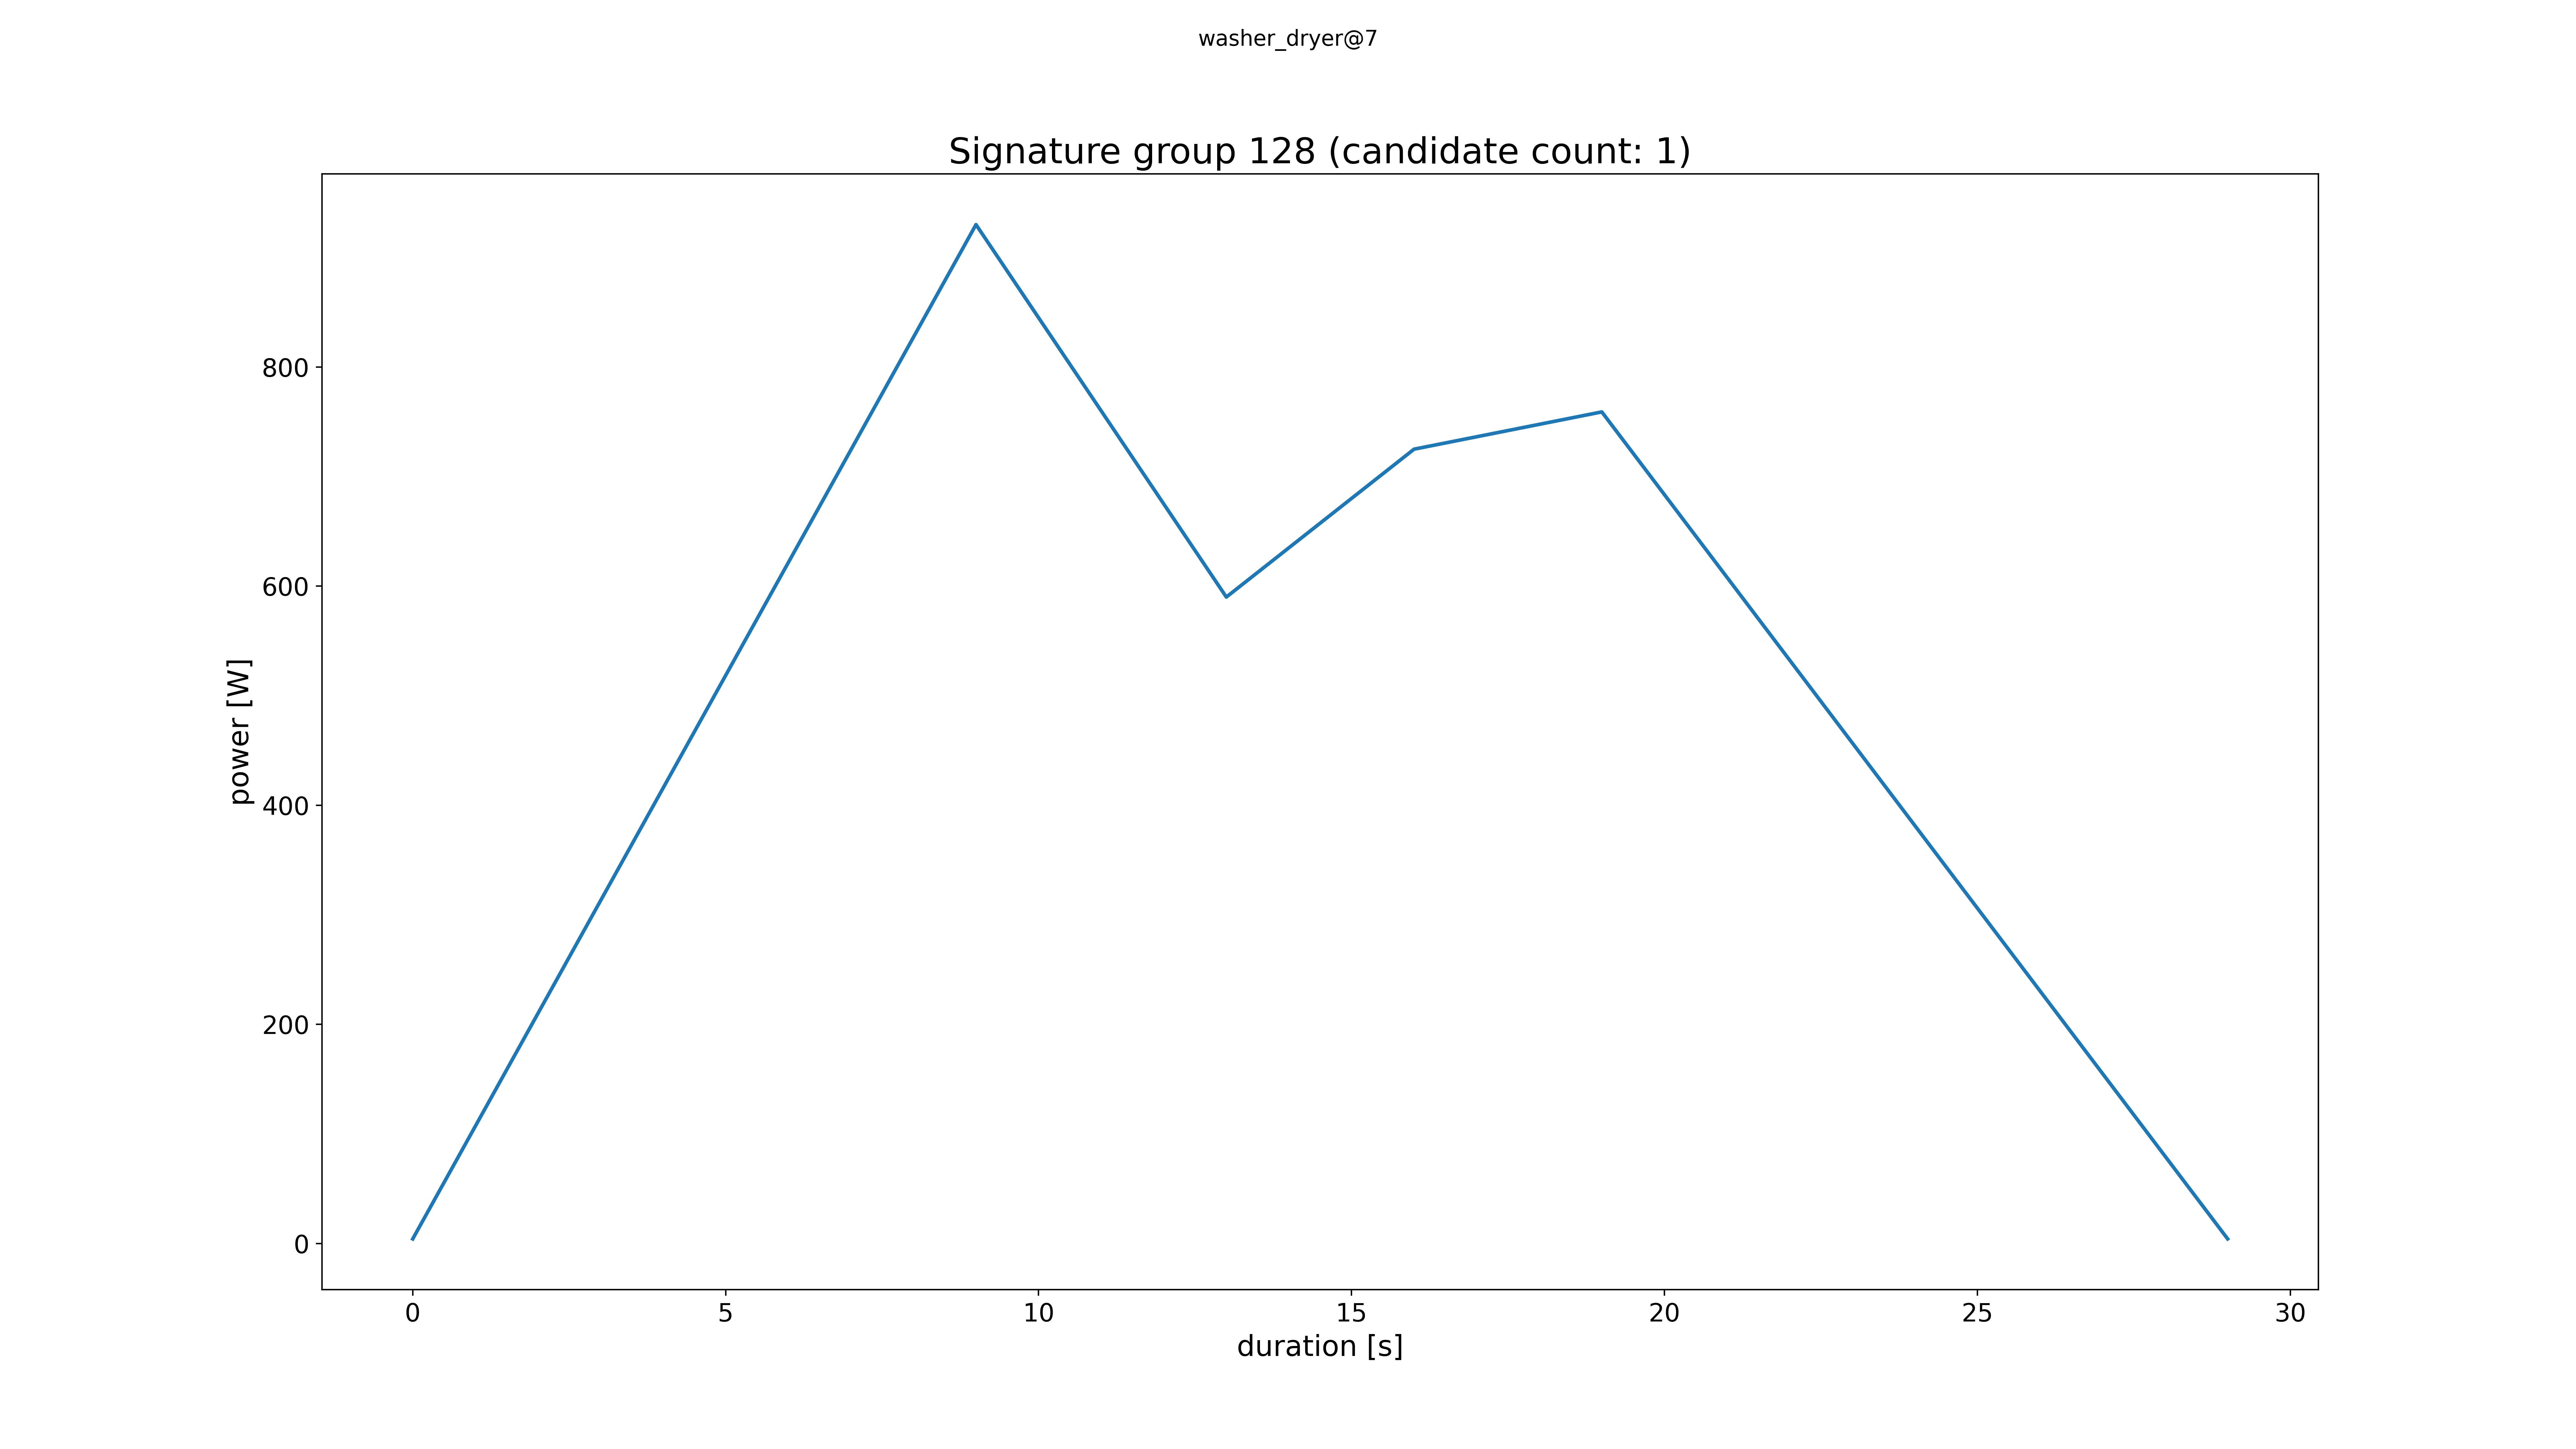 washer_dryer@7
Signature group 128 (candidate count: 1)
800
600
400
200
0
power [W]
0 5 10 15 20 25 30
duration [s]